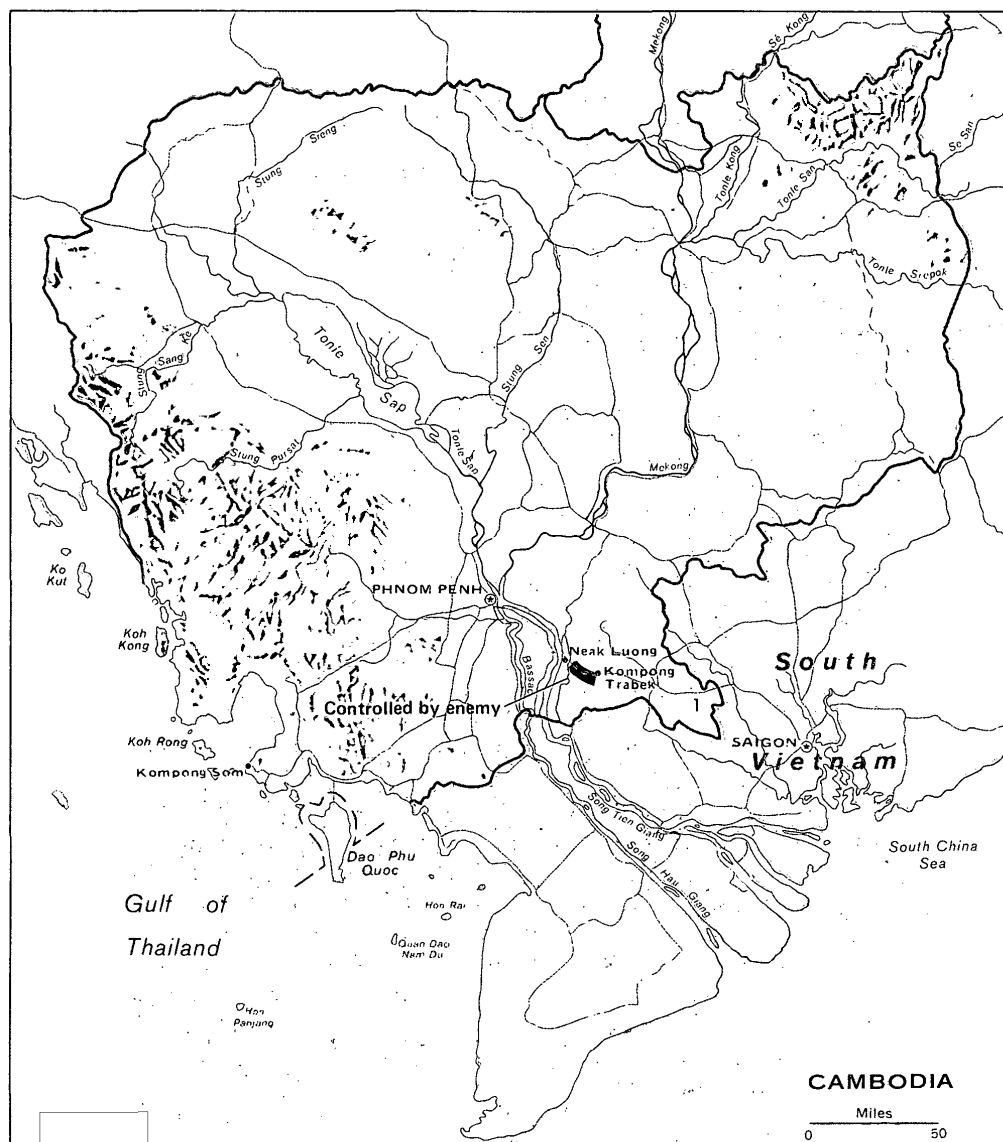 Mekong
Sé Kong
Stung
Sreng
Tonle Kong
Tonle San
Se San
Tonle Srepok
Stung
Sang
Ke
Tonle
Sap
Stung Sen
Tonle Sap
Stung Pursat
Mekong
Ko
Kut
PHNOM PENH
Koh
Kong
Neak Luong
Kompong
Trabek
Bassac
South
Controlled by enemy
1
SAIGON
Vietnam
Koh Rong
Kompong Som
Song Tien Giang
Dao Phu
Quoc
Song Hau Giang
South China
Sea
Gulf of
Thailand
Hon Rai
Quan Dao
Nam Du
Hon
Panjang
CAMBODIA
Miles
0 50